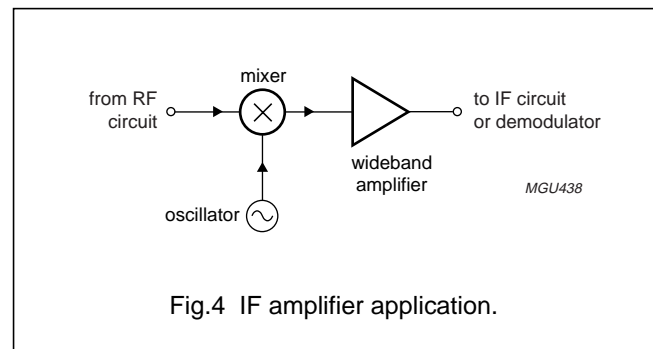 mixer
from RF
circuit
to IF circuit
or demodulator
wideband
amplifier
oscillator
MGU438
Fig.4 IF amplifier application.